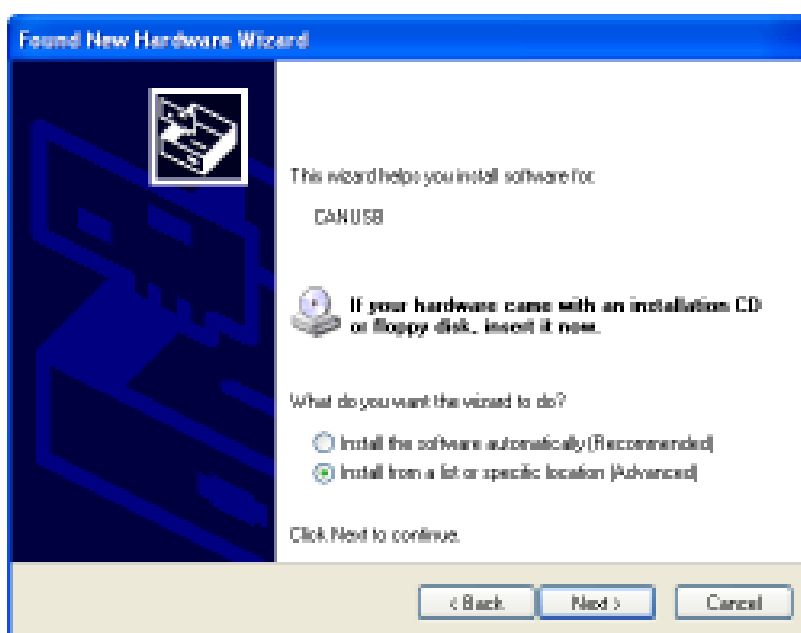 Found New Hardware Wizard
This wizard helps you install software for:
CANUSB
If your hardware came with an installation CD
or floppy disk, insert it now.
What do you want the wizard to do?
Install the software automatically (Recommended)
Install from a list or specific location (Advanced)
Click Next to continue.
< Back
Next >
Cancel